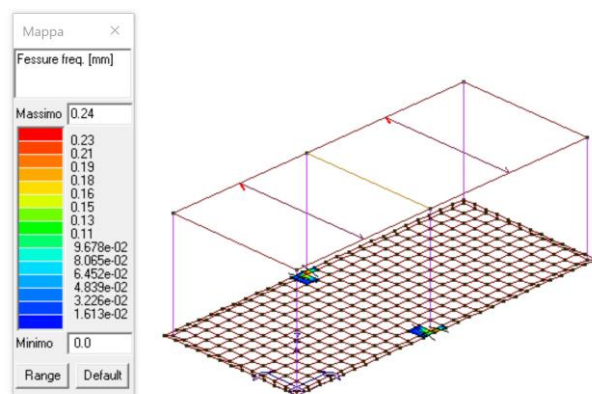 Mappa
Fessure freq. [mm]
Massimo 0.24
0.23
0.21
0.19
0.18
0.16
0.15
0.13
0.11
9.678e-02
8.065e-02
6.452e-02
4.839e-02
3.226e-02
1.613e-02
Minimo 0.0
Range Default